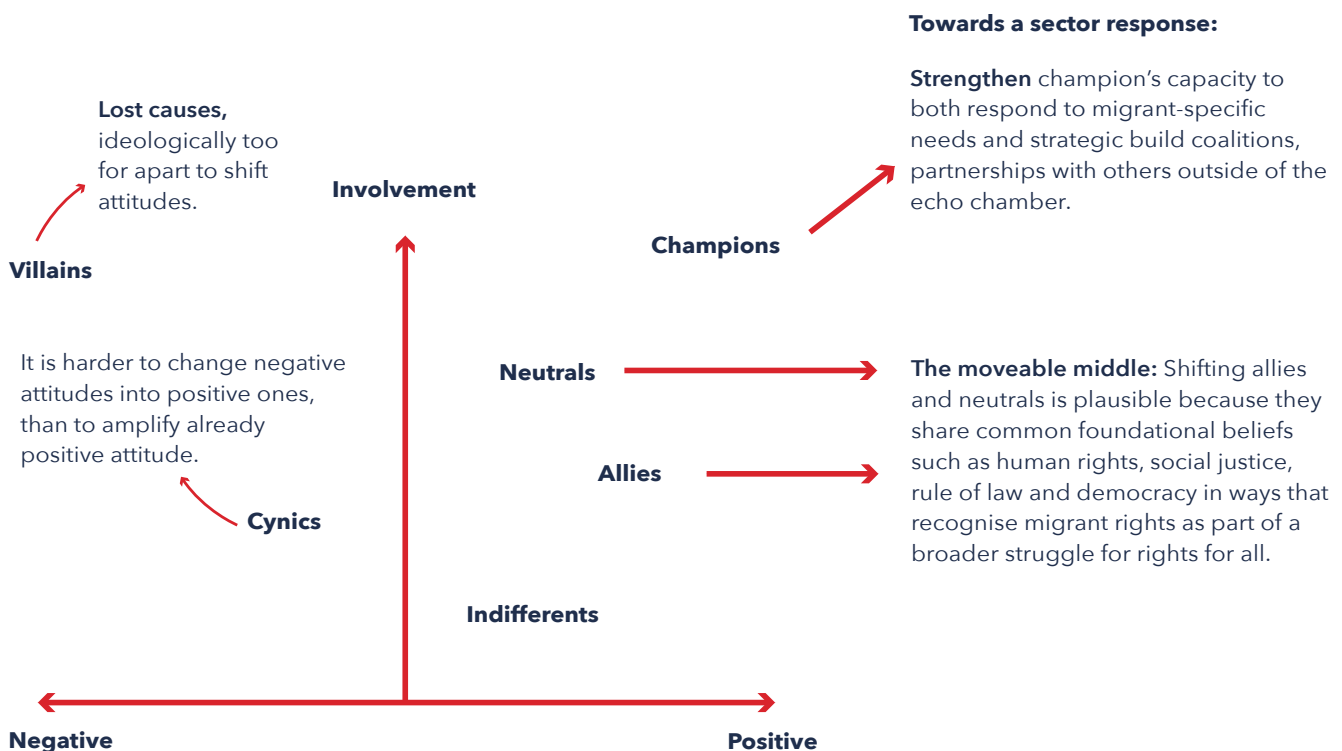 Towards a sector response:
Strengthen champion’s capacity to
both respond to migrant-specific
needs and strategic build coalitions,
partnerships with others outside of the
echo chamber.
Lost causes,
ideologically too
for apart to shift
attitudes.
Involvement
Champions
Villains
It is harder to change negative
attitudes into positive ones,
than to amplify already
positive attitude.
Neutrals
The moveable middle: Shifting allies
and neutrals is plausible because they
share common foundational beliefs
such as human rights, social justice,
rule of law and democracy in ways that
recognise migrant rights as part of a
broader struggle for rights for all.
Allies
Cynics
Indifferents
Negative
Positive